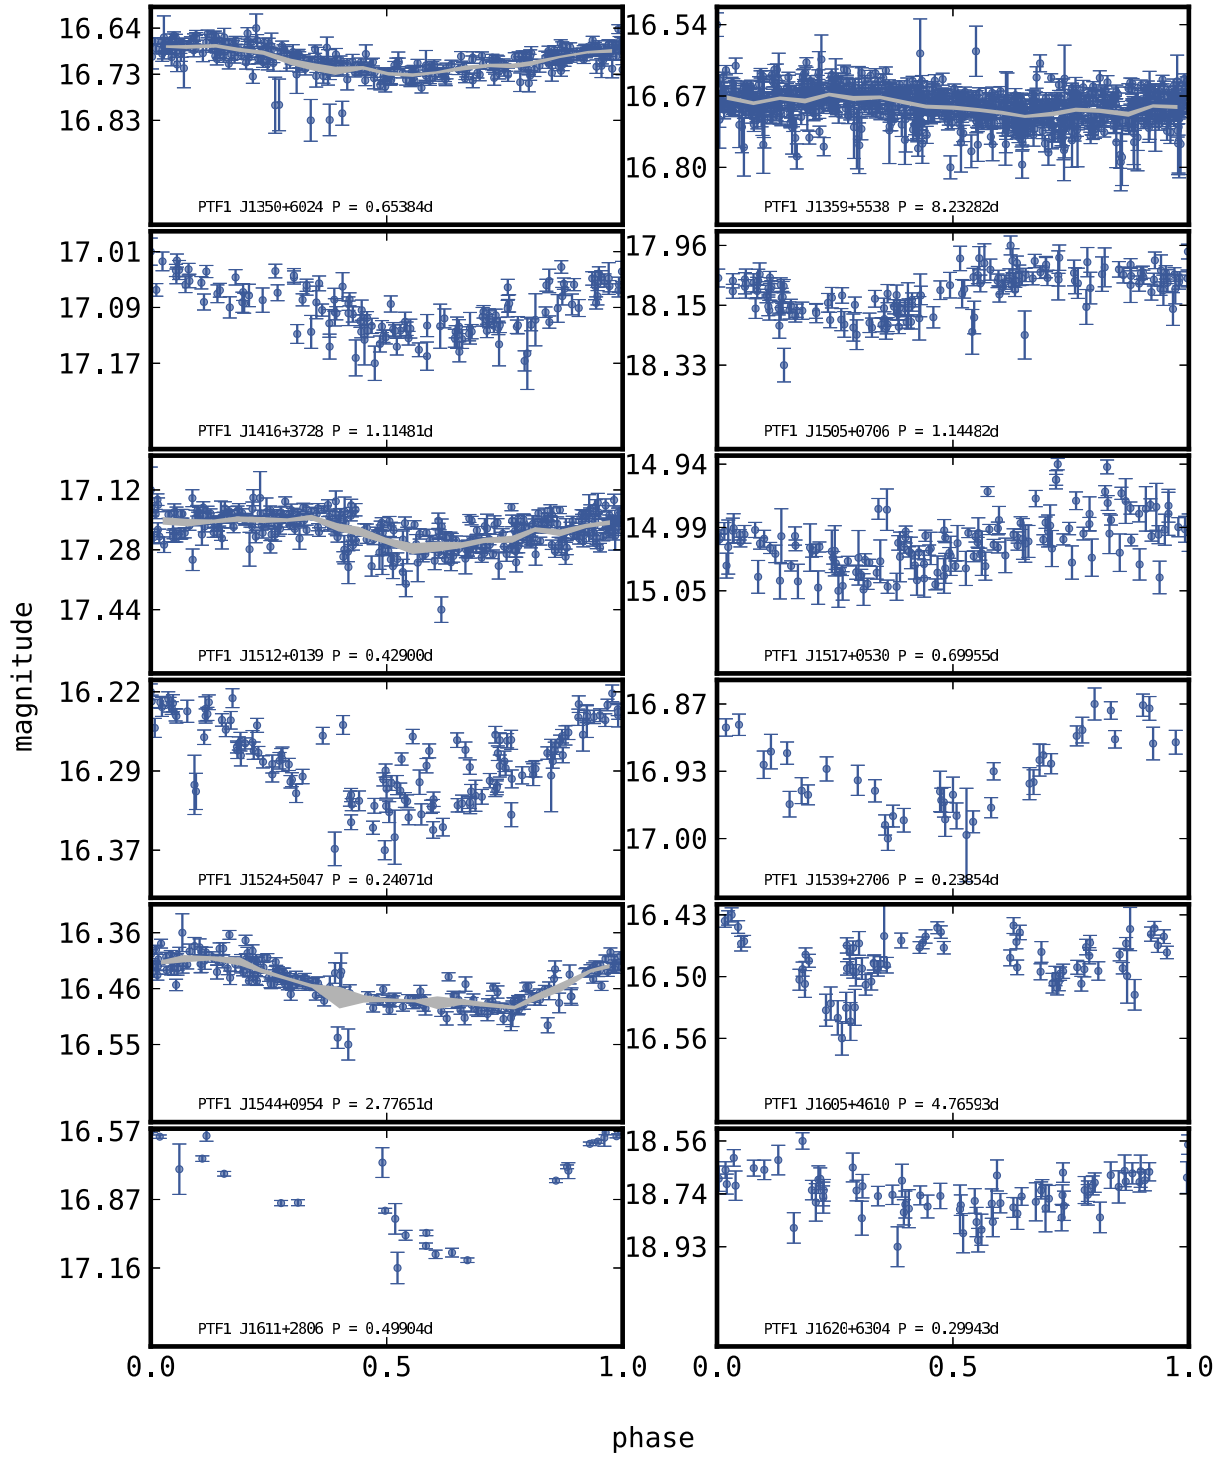 16.64
16.73
16.83
PTF1 J1350+6024 P = 0.65384d
16.54
16.67
16.80
PTF1 J1359+5538 P = 8.23282d
17.01
17.09
17.17
PTF1 J1416+3728 P = 1.11481d
17.96
18.15
18.33
PTF1 J1505+0706 P = 1.14482d
17.12
17.28
17.44
PTF1 J1512+0139 P = 0.42900d
14.94
14.99
15.05
PTF1 J1517+0530 P = 0.69955d
magnitude
16.22
16.29
16.37
PTF1 J1524+5047 P = 0.24071d
16.87
16.93
17.00
PTF1 J1539+2706 P = 0.23854d
16.36
16.46
16.55
PTF1 J1544+0954 P = 2.77651d
16.43
16.50
16.56
PTF1 J1605+4610 P = 4.76593d
16.57
16.87
17.16
PTF1 J1611+2806 P = 0.49904d
18.56
18.74
18.93
PTF1 J1620+6304 P = 0.29943d
0.0 0.5 1.0 0.0 0.5 1.0
phase